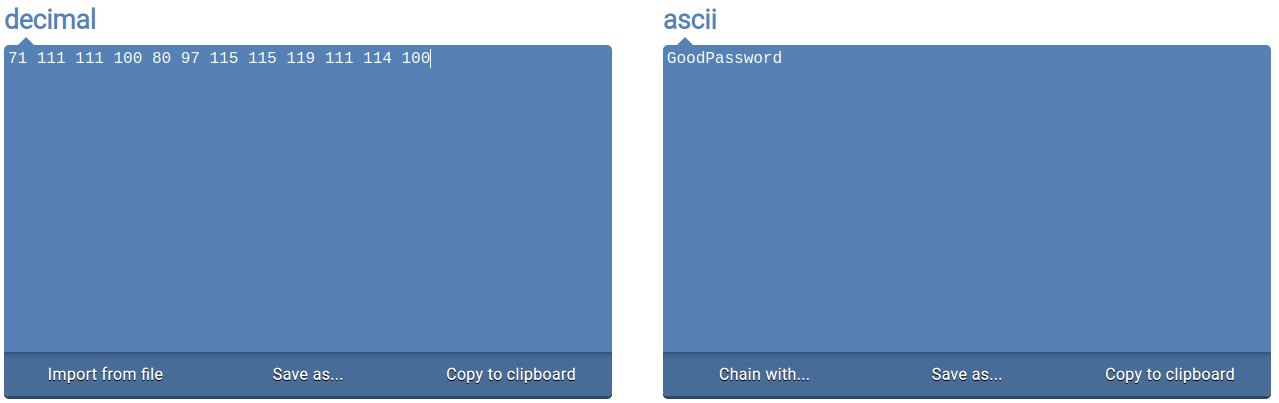 decimal
71 111 111 100 80 97 115 115 119 111 114 100
Import from file
Save as...
Copy to clipboard
ascii
GoodPassword
Chain with...
Save as...
Copy to clipboard